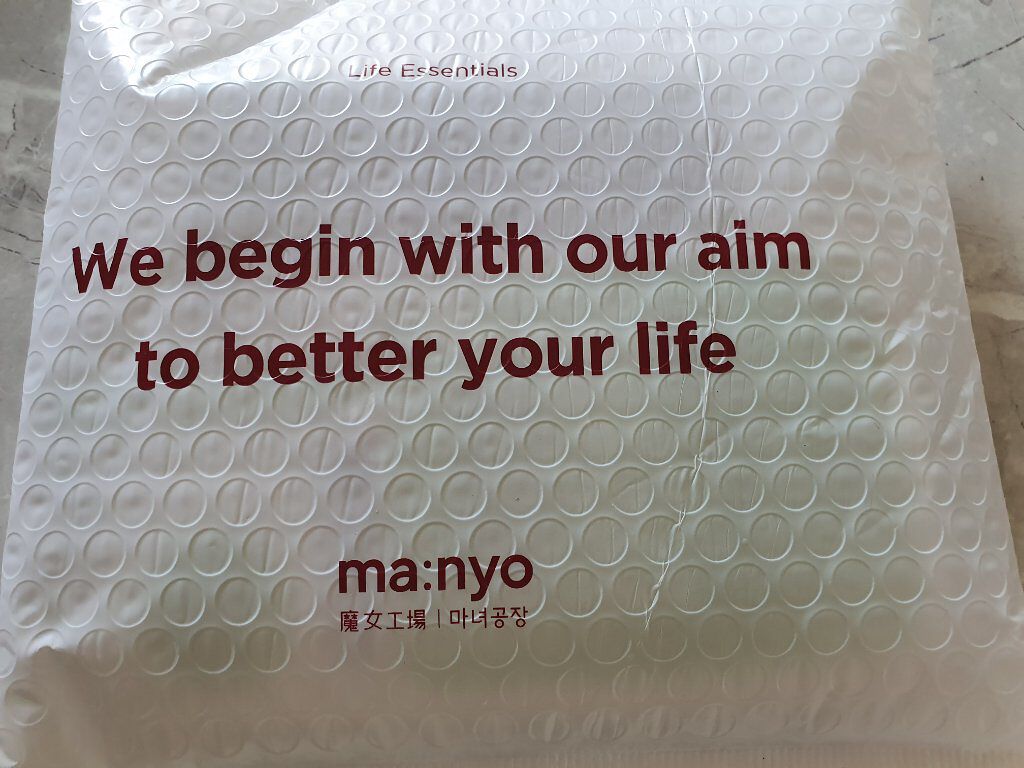 Life Essentials
We begin with our aim
to better your life
ma:nyo
魔女工場 | 마녀공장